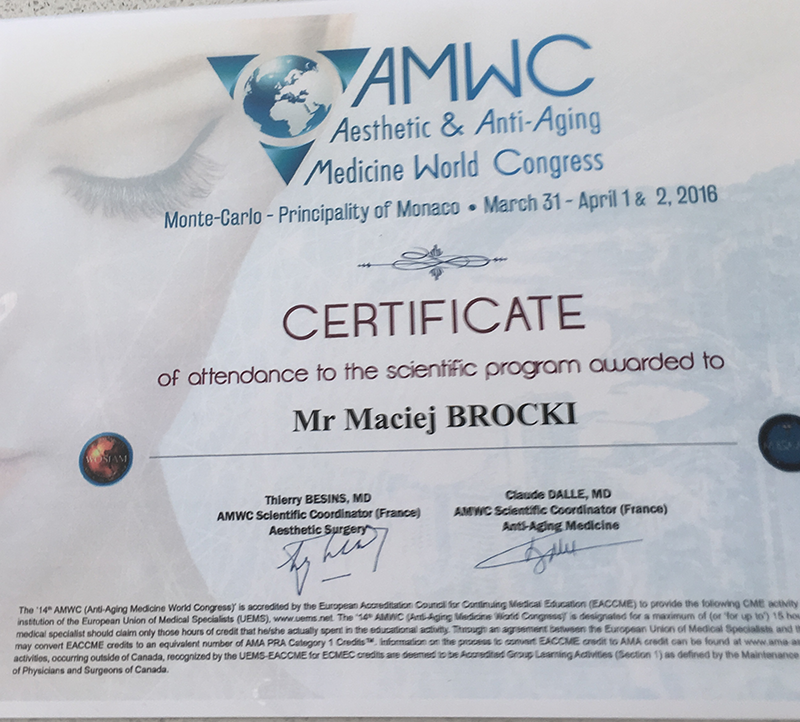 AMWC
Aesthetic & Anti-Aging
Medicine World Congress
Monte-Carlo - Principality of Monaco • March 31 - April 1 & 2, 2016
CERTIFICATE
of attendance to the scientific program awarded to
Mr Maciej BROCKI
WOSIAM
Thierry BESINS, MD
AMWC Scientific Coordinator (France)
Aesthetic Surgery
Claude DALLE, MD
AMWC Scientific Coordinator (France)
Anti-Aging Medicine
The '14th AMWC (Anti-Aging Medicine World Congress)' is accredited by the European Accreditation Council for Continuing Medical Education (EACCME) to provide the following CME activity
institution of the European Union of Medical Specialists (UEMS), www.uems.net. The '14th AMWC (Anti-Aging Medicine World Congress)' is designated for a maximum of (or 'for up to') 15 hou
medical specialist should claim only those hours of credit that he/she actually spent in the educational activity. Through an agreement between the European Union of Medical Specialists and th
may convert EACCME credits to an equivalent number of AMA PRA Category 1 Credits™. Information on the process to convert EACCME credit to AMA credit can be found at www.ama-as
activities, occurring outside of Canada, recognized by the UEMS-EACCME for ECMEC credits are deemed to be Accredited Group Learning Activities (Section 1) as defined by the Maintenance
of Physicians and Surgeons of Canada.